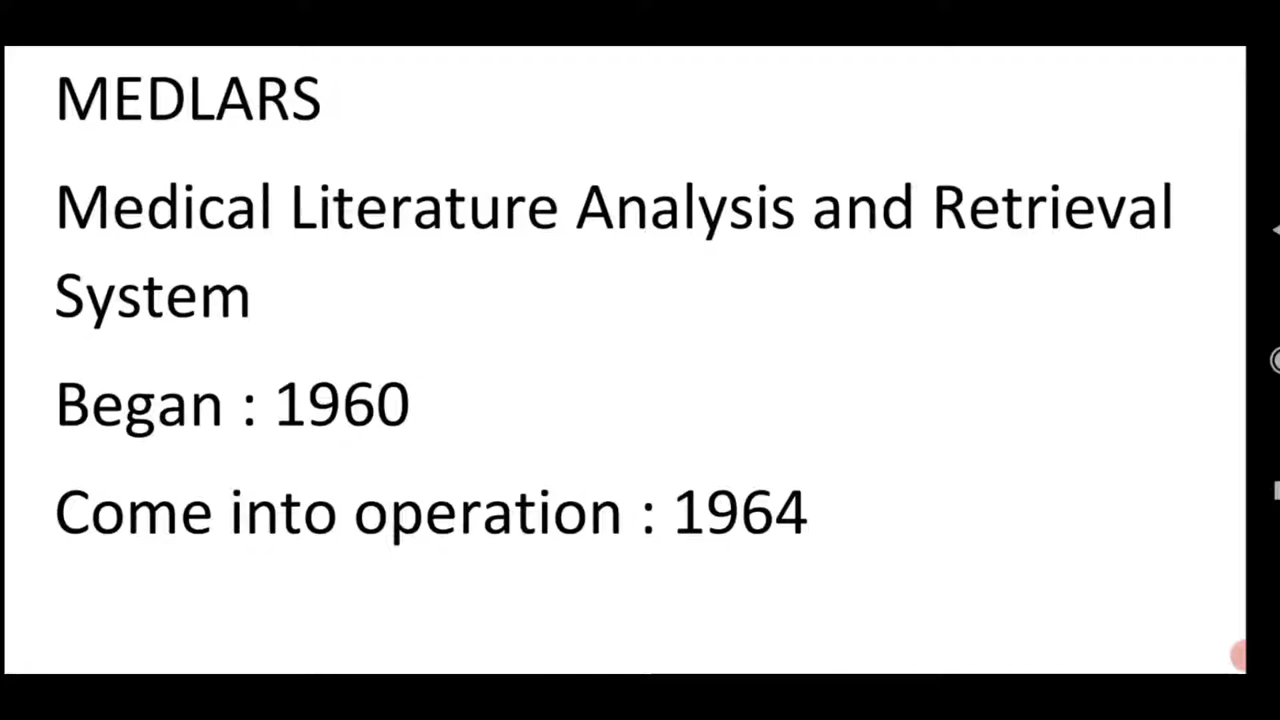 MEDLARS
Medical Literature Analysis and Retrieval
System
Began : 1960
Come into operation : 1964